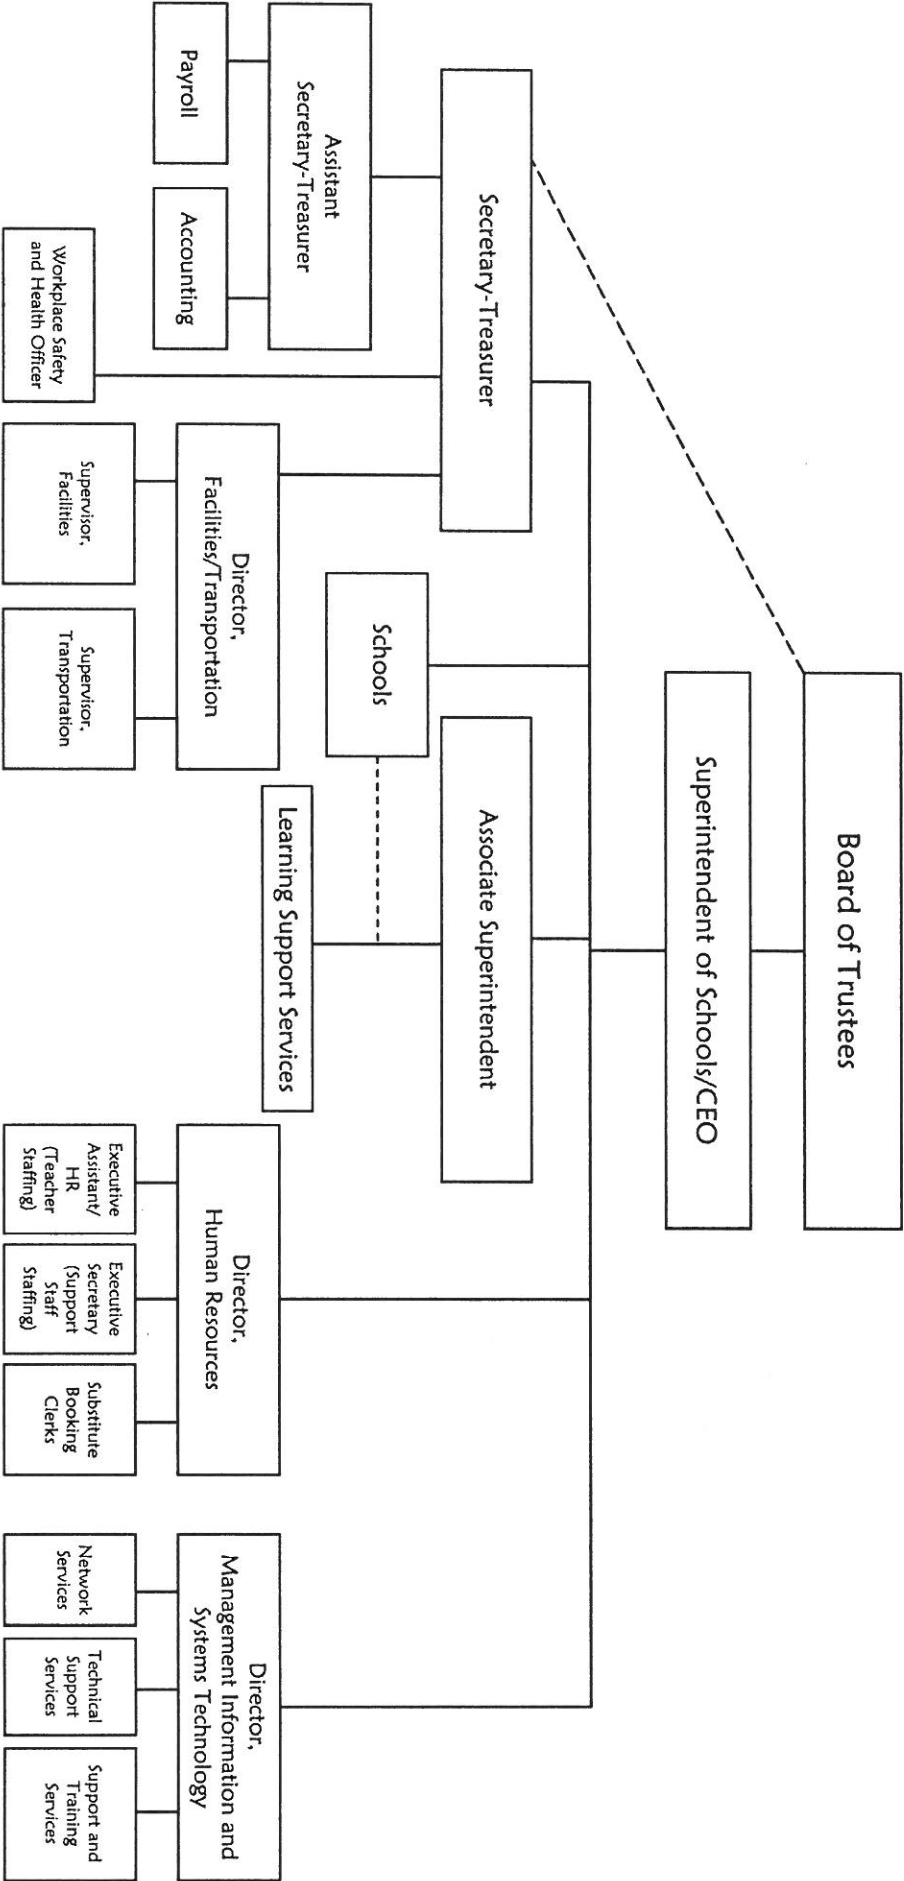 Board of Trustees
Superintendent of Schools/CEO
Secretary-Treasurer
Associate Superintendent
Schools
Assistant
Secretary-Treasurer
Payroll
Accounting
Workplace Safety
and Health Officer
Director,
Facilities/Transportation
Supervisor,
Facilities
Supervisor,
Transportation
Learning Support Services
Director,
Human Resources
Executive
Assistant/
HR
(Teacher
Staffing)
Executive
Secretary
(Support
Staff
Staffing)
Substitute
Booking
Clerks
Director,
Management Information and
Systems Technology
Network
Services
Technical
Support
Services
Support and
Training
Services